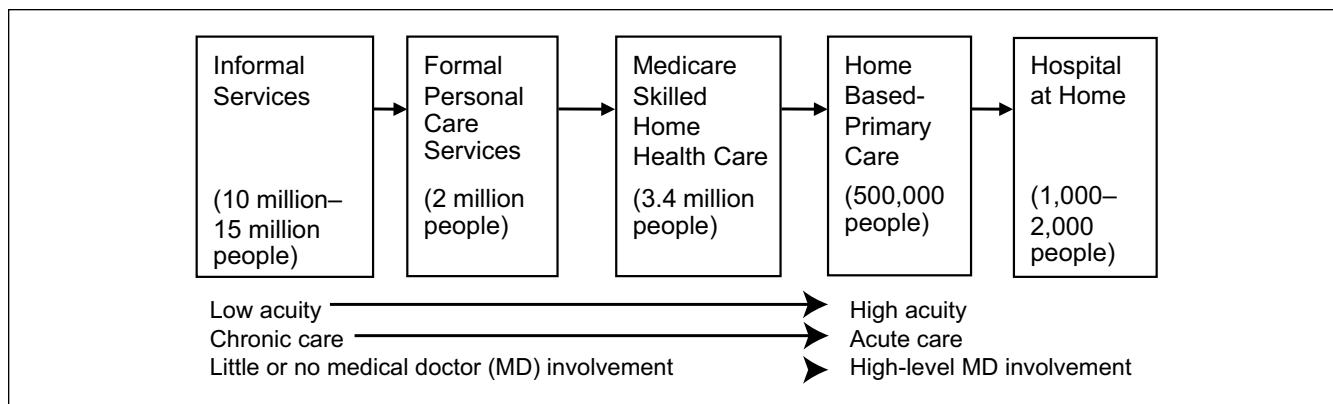 Informal
Services
(10 million–
15 million
people)
Formal
Personal
Care
Services
(2 million
people)
Medicare
Skilled
Home
Health Care
(3.4 million
people)
Home
Based-
Primary
Care
(500,000
people)
Hospital
at Home
(1,000–
2,000
people)
Low acuity
High acuity
Chronic care
Acute care
Little or no medical doctor (MD) involvement
High-level MD involvement